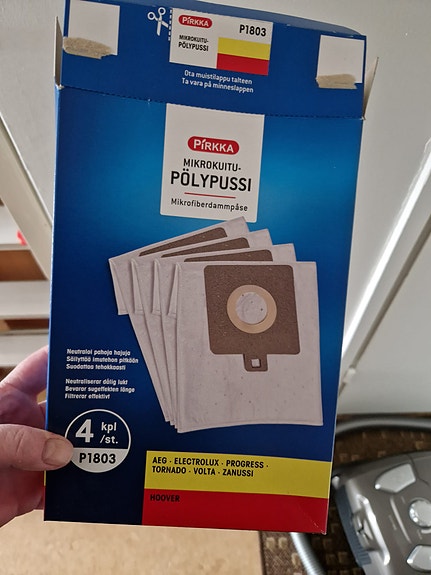 PIRKKA
P1803
MIKROKUITU-
PÖLYPUSSI
Ota muistilappu talteen
Ta vara på minneslappen
PIRKKA
MIKROKUITU-
PÖLYPUSSI
Mikrofiberdammpåse
Neutraloi pahoja hajuja
Säilyttää imutehon pitkään
Suodattaa tehokkaasti
Neutraliserar dålig lukt
Bevarar sugeffekten länge
Filtrerar effektivt
4 kpl
/st.
P1803
AEG · ELECTROLUX · PROGRESS ·
TORNADO · VOLTA · ZANUSSI
HOOVER